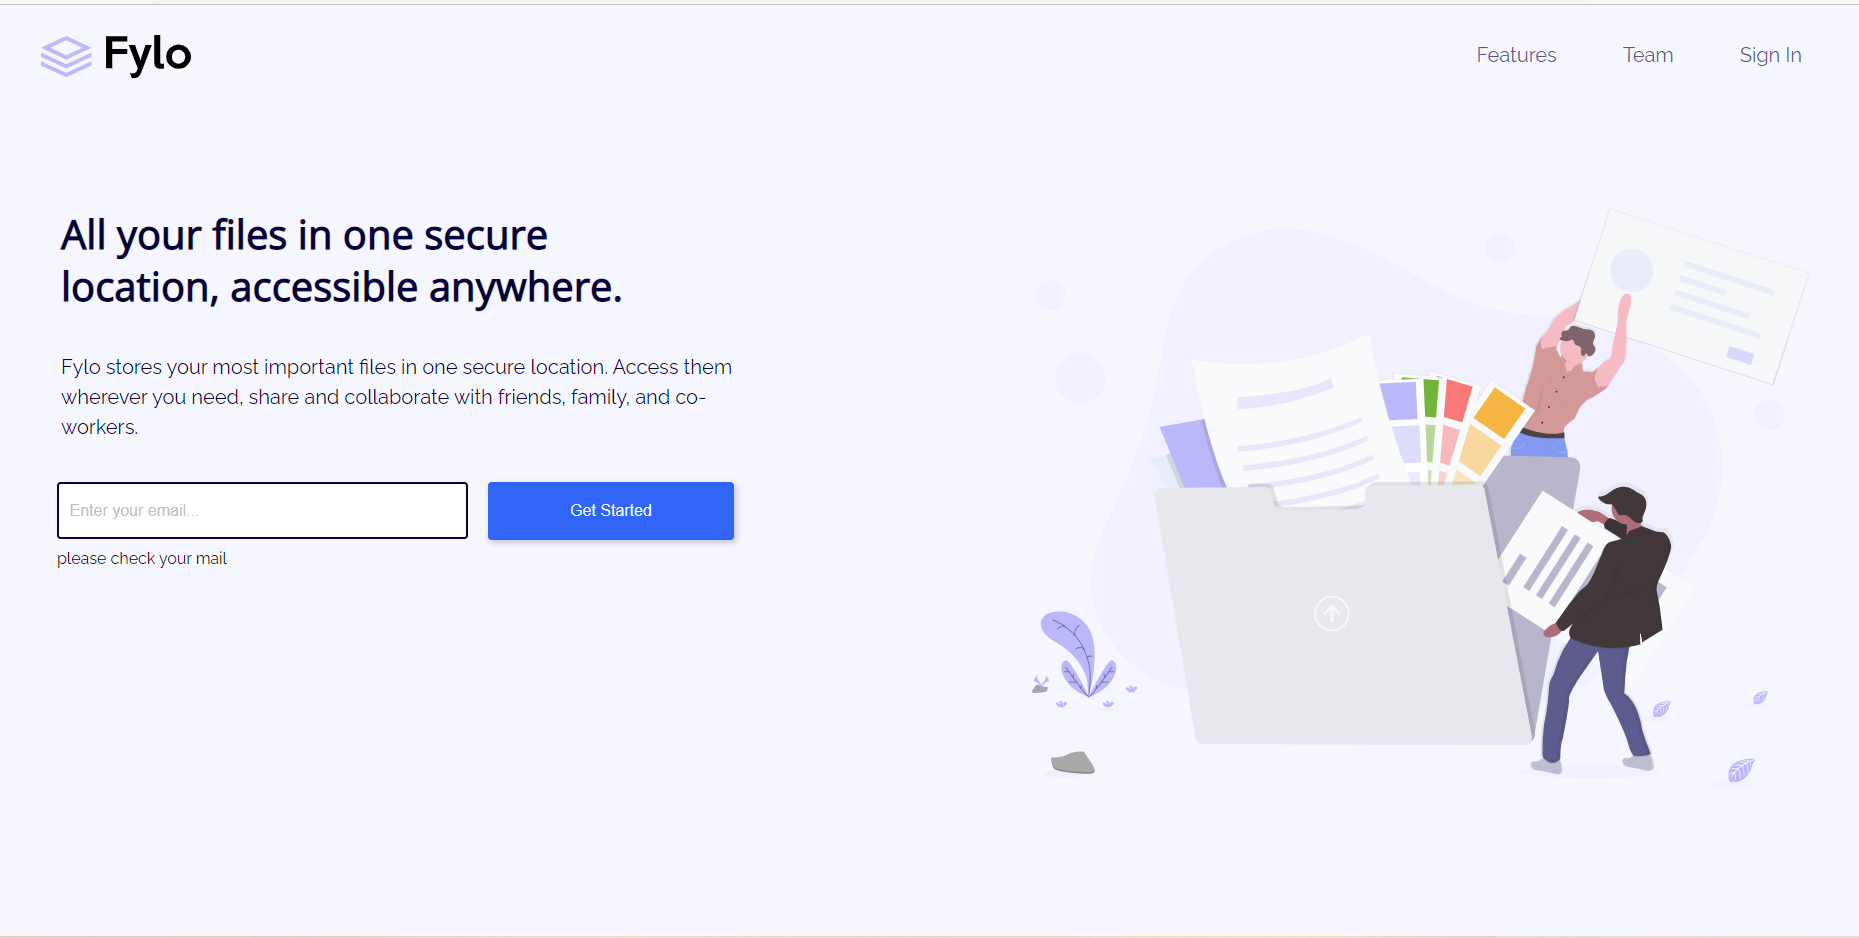 Fylo
Features
Team
Sign In
All your files in one secure
location, accessible anywhere.
Fylo stores your most important files in one secure location. Access them
wherever you need, share and collaborate with friends, family, and co-
workers.
Enter your email...
Get Started
please check your mail